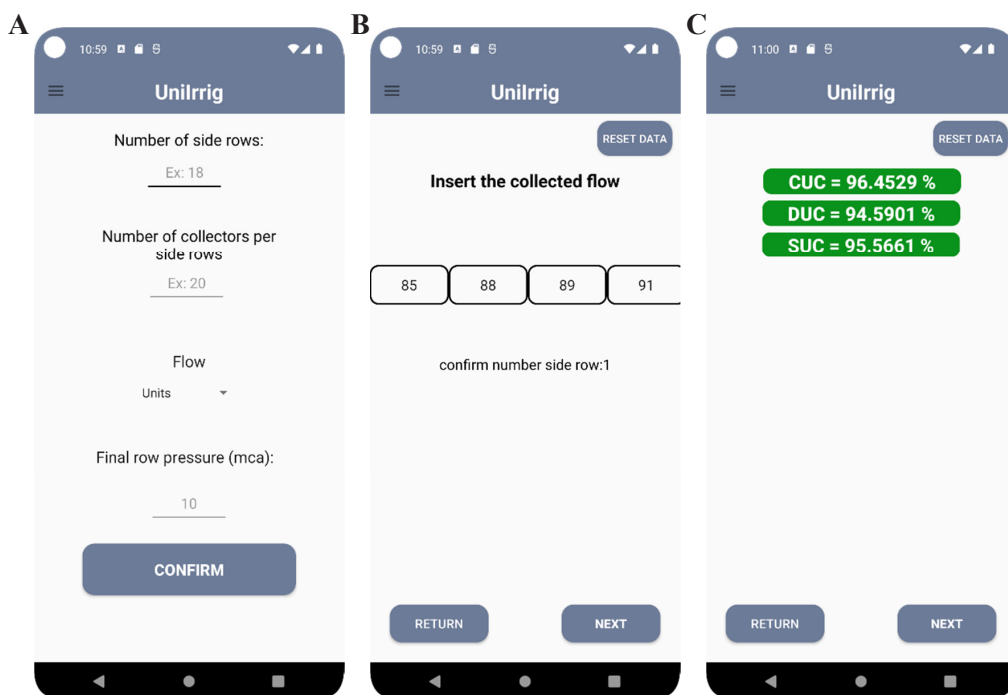 A
10:59
UniIrrig
Number of side rows:
Ex: 18
Number of collectors per
side rows
Ex: 20
Flow
Units
Final row pressure (mca):
10
CONFIRM
B
10:59
UniIrrig
RESET DATA
Insert the collected flow
85 88 89 91
confirm number side row:1
RETURN NEXT
C
11:00
UniIrrig
RESET DATA
CUC = 96.4529 %
DUC = 94.5901 %
SUC = 95.5661 %
RETURN NEXT